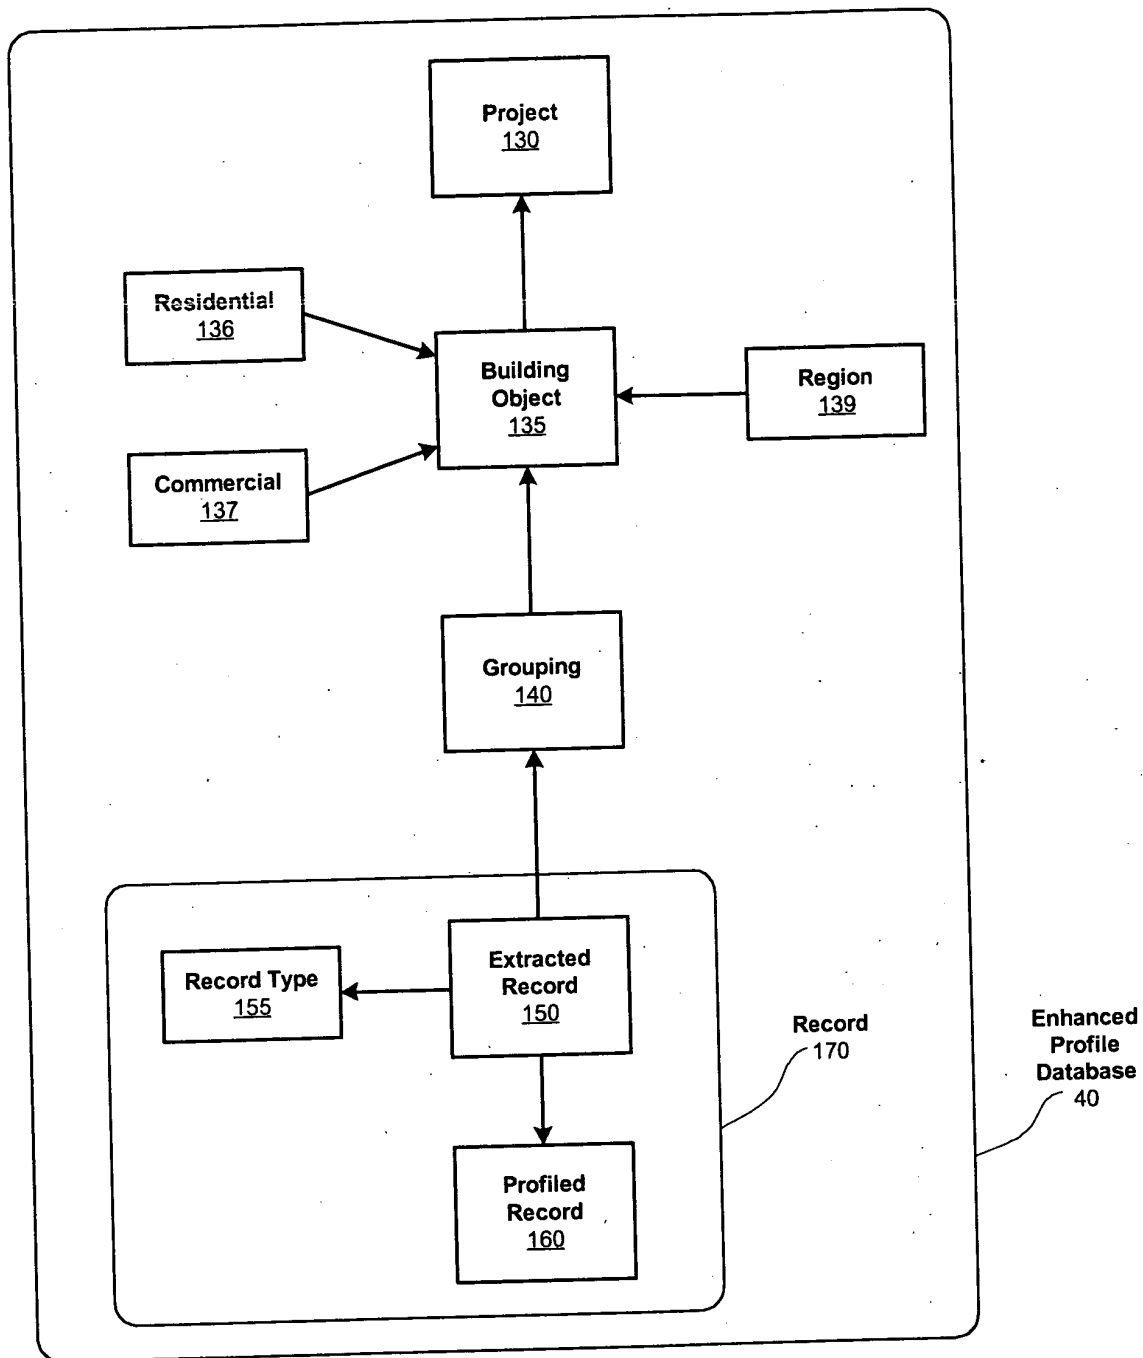 Project
130
Residential
136
Building
Object
135
Region
139
Commercial
137
Grouping
140
Record Type
155
Extracted
Record
150
Record
170
Enhanced
Profile
Database
40
Profiled
Record
160